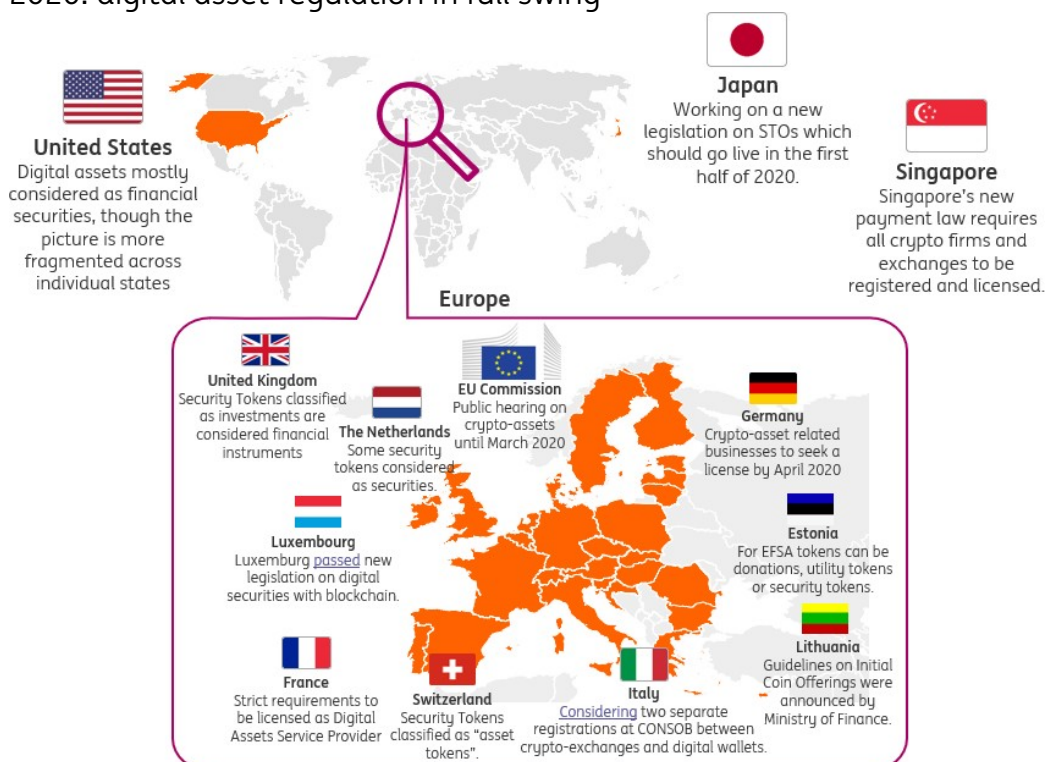 2020: digital asset regulation in full swing
United States
Digital assets mostly
considered as financial
securities, though the
picture is more
fragmented across
individual states
Japan
Working on a new
legislation on STOs which
should go live in the first
half of 2020.
Singapore
Singapore's new
payment law requires
all crypto firms and
exchanges to be
registered and licensed.
Europe
United Kingdom
Security Tokens classified
as investments are
considered financial
instruments
The Netherlands
Some security
tokens considered
as securities.
EU Commission
Public hearing on
crypto-assets
until March 2020
Germany
Crypto-asset related
businesses to seek a
license by April 2020
Luxembourg
Luxemburg passed new
legislation on digital
securities with blockchain.
Estonia
For EFSA tokens can be
donations, utility tokens
or security tokens.
France
Strict requirements to
be licensed as Digital
Assets Service Provider
Switzerland
Security Tokens
classified as “asset
tokens”.
Italy
Considering two separate
registrations at CONSOB between
crypto-exchanges and digital wallets.
Lithuania
Guidelines on Initial
Coin Offerings were
announced by
Ministry of Finance.